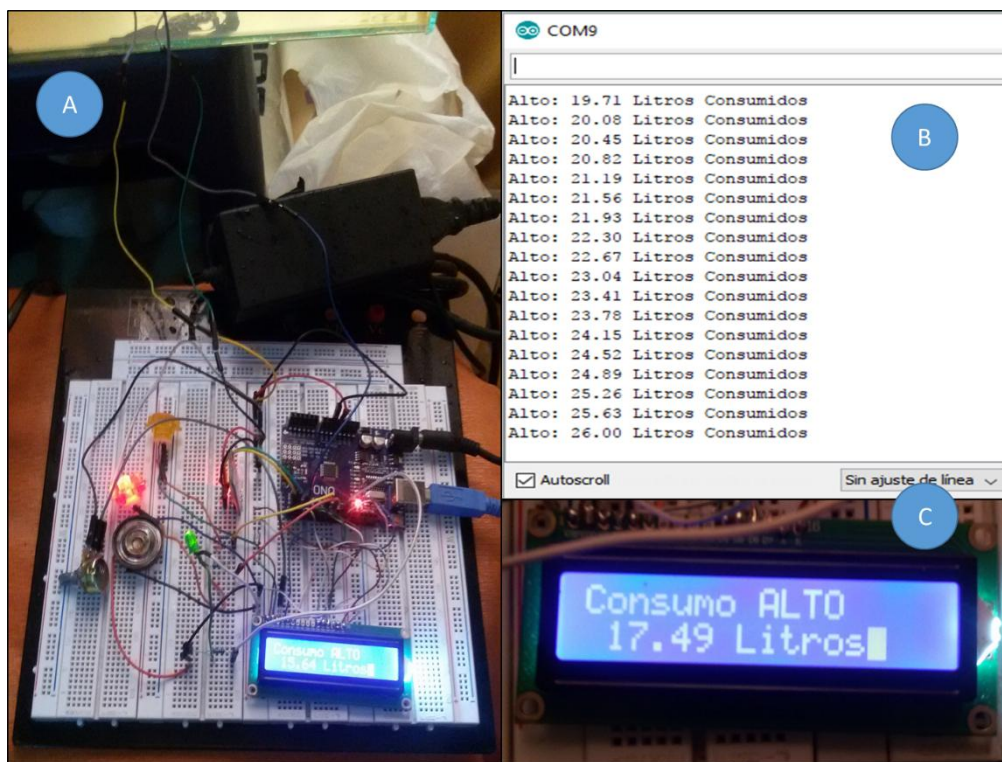 A
UNO
Consumo ALTO
15.64 Litros
COM9
B
Alto: 19.71 Litros Consumidos
Alto: 20.08 Litros Consumidos
Alto: 20.45 Litros Consumidos
Alto: 20.82 Litros Consumidos
Alto: 21.19 Litros Consumidos
Alto: 21.56 Litros Consumidos
Alto: 21.93 Litros Consumidos
Alto: 22.30 Litros Consumidos
Alto: 22.67 Litros Consumidos
Alto: 23.04 Litros Consumidos
Alto: 23.41 Litros Consumidos
Alto: 23.78 Litros Consumidos
Alto: 24.15 Litros Consumidos
Alto: 24.52 Litros Consumidos
Alto: 24.89 Litros Consumidos
Alto: 25.26 Litros Consumidos
Alto: 25.63 Litros Consumidos
Alto: 26.00 Litros Consumidos
Autoscroll
Sin ajuste de línea
C
Consumo ALTO
17.49 Litros